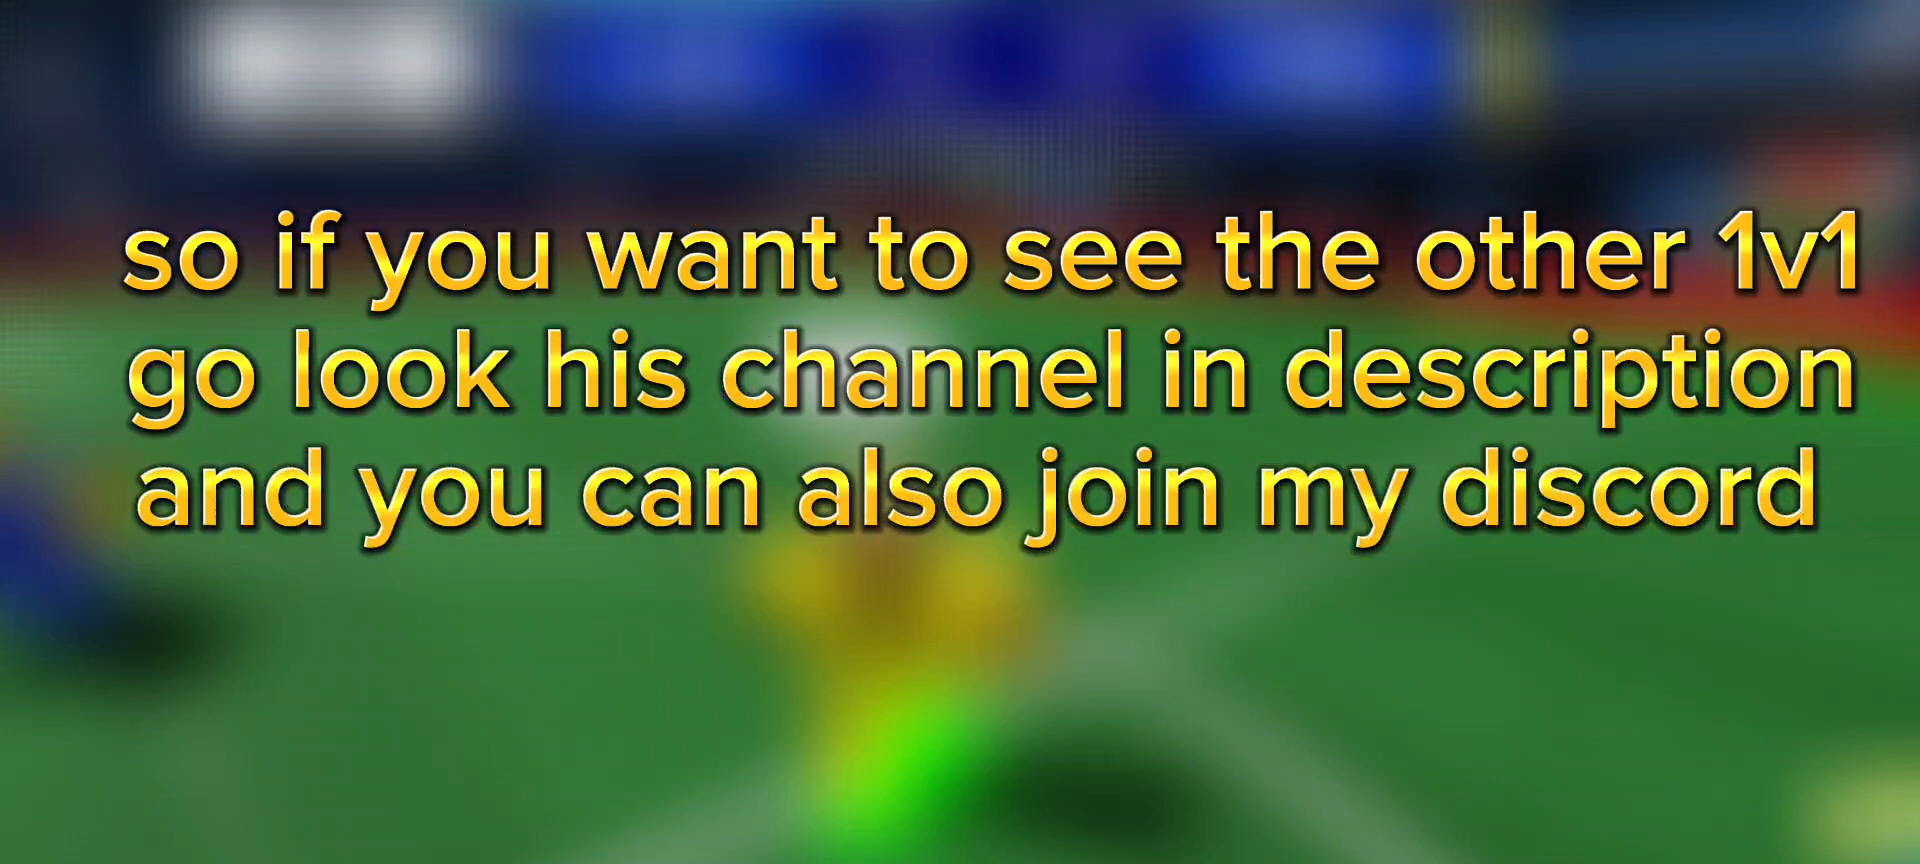 so if you want to see the other 1v1
go look his channel in description
and you can also join my discord